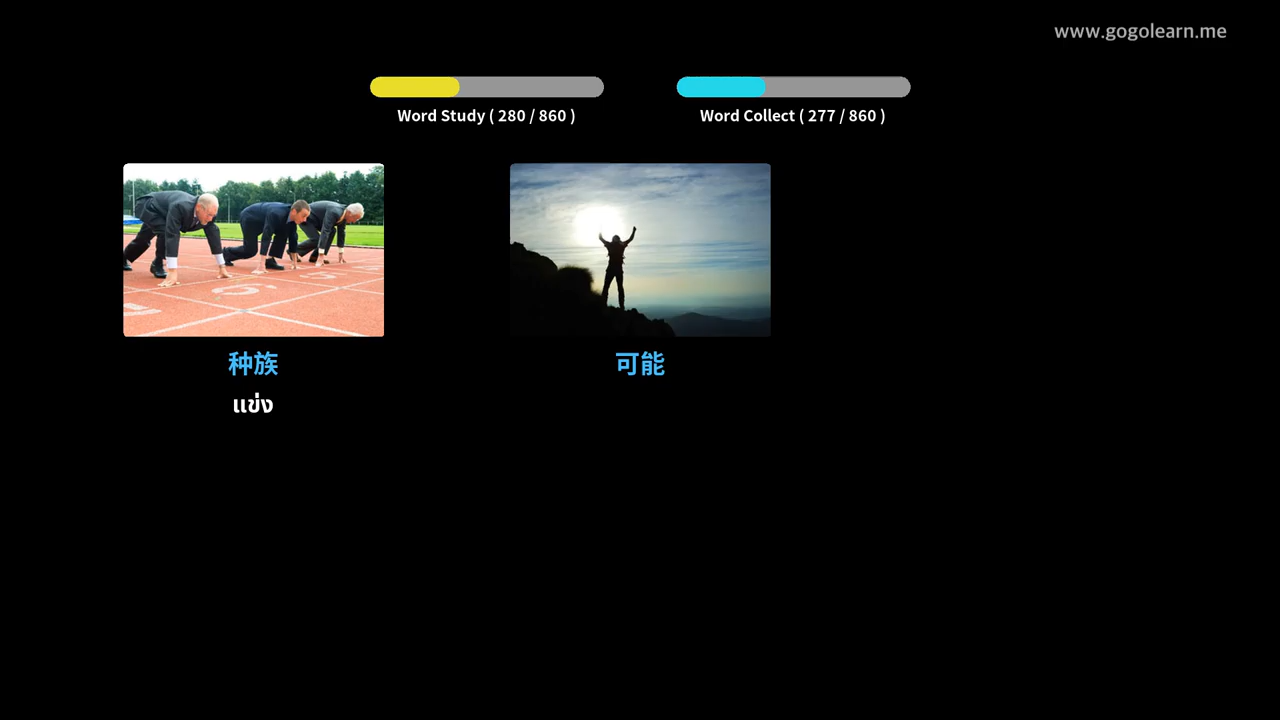 www.gogolearn.me
Word Study ( 280 / 860 )
Word Collect ( 277 / 860 )
种族
可能
แข่ง